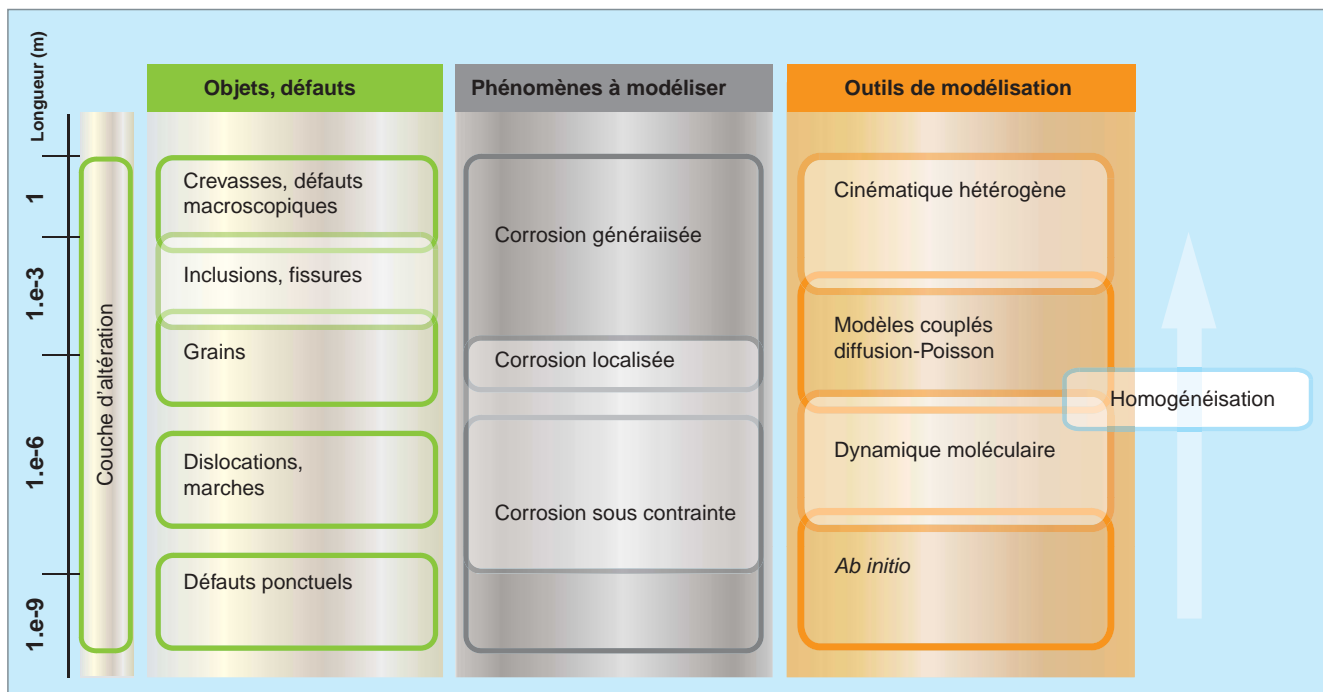 Longueur (m)
1
1.e-3
1.e-6
1.e-9
Couche d'altération
Objets, défauts
Crevasses, défauts
macroscopiques
Inclusions, fissures
Grains
Dislocations,
marches
Défauts ponctuels
Phénomènes à modéliser
Corrosion généraiisée
Corrosion localisée
Corrosion sous contrainte
Outils de modélisation
Cinématique hétérogène
Modèles couplés
diffusion-Poisson
Dynamique moléculaire
Ab initio
Homogénéisation